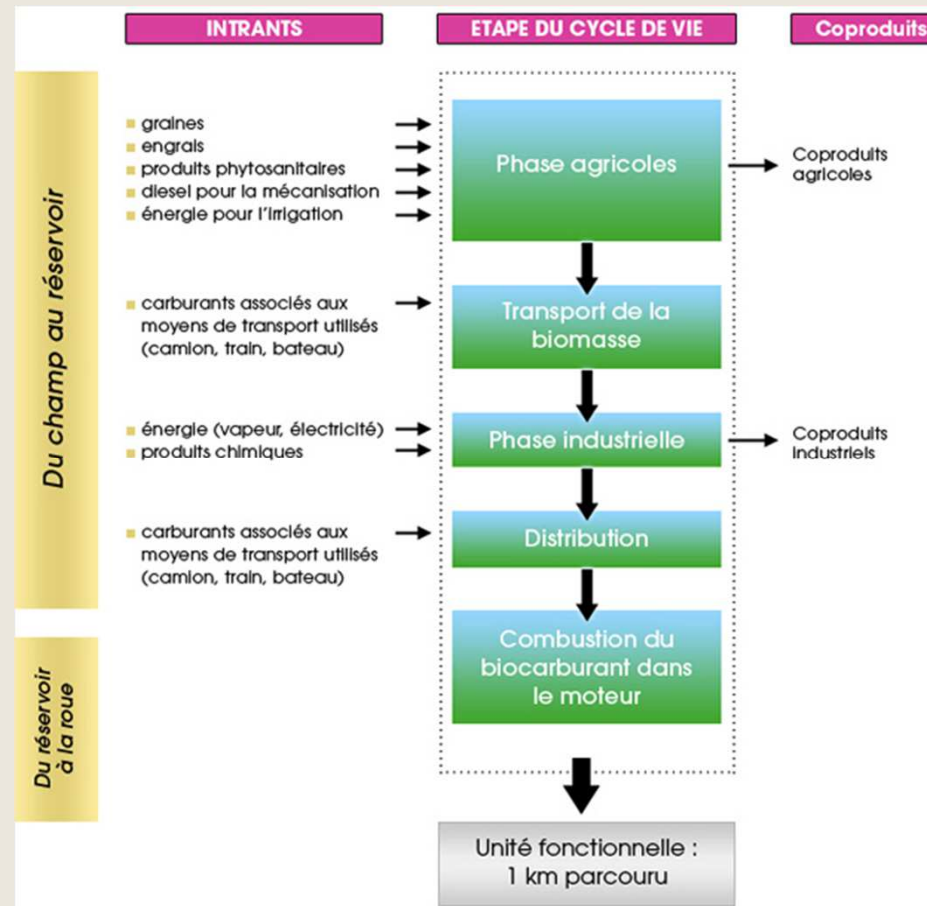 INTRANTS
ETAPE DU CYCLE DE VIE
Coproduits
Du champ au réservoir
graines
engrais
produits phytosanitaires
diesel pour la mécanisation
énergie pour l'irrigation
Phase agricoles
Coproduits
agricoles
carburants associés aux
moyens de transport utilisés
(camion, train, bateau)
Transport de la
biomasse
énergie (vapeur, électricité)
produits chimiques
Phase industrielle
Coproduits
industriels
carburants associés aux
moyens de transport utilisés
(camion, train, bateau)
Distribution
Du réservoir
à la roue
Combustion du
biocarburant dans
le moteur
Unité fonctionnelle :
1 km parcouru